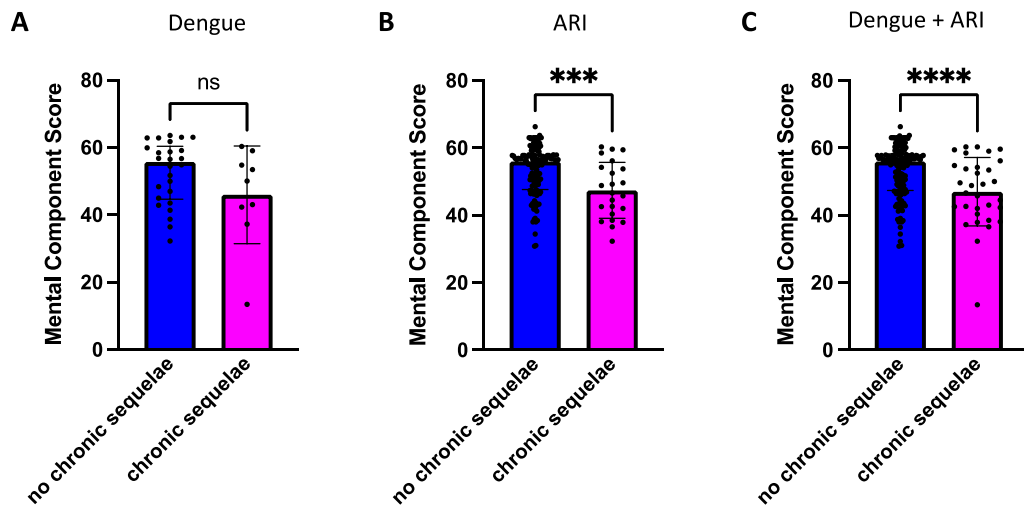 A
Dengue
Mental Component Score
80
60
40
20
0
ns
no chronic sequelae
chronic sequelae
B
ARI
Mental Component Score
80
60
40
20
0
***
no chronic sequelae
chronic sequelae
C
Dengue + ARI
Mental Component Score
80
60
40
20
0
****
no chronic sequelae
chronic sequelae